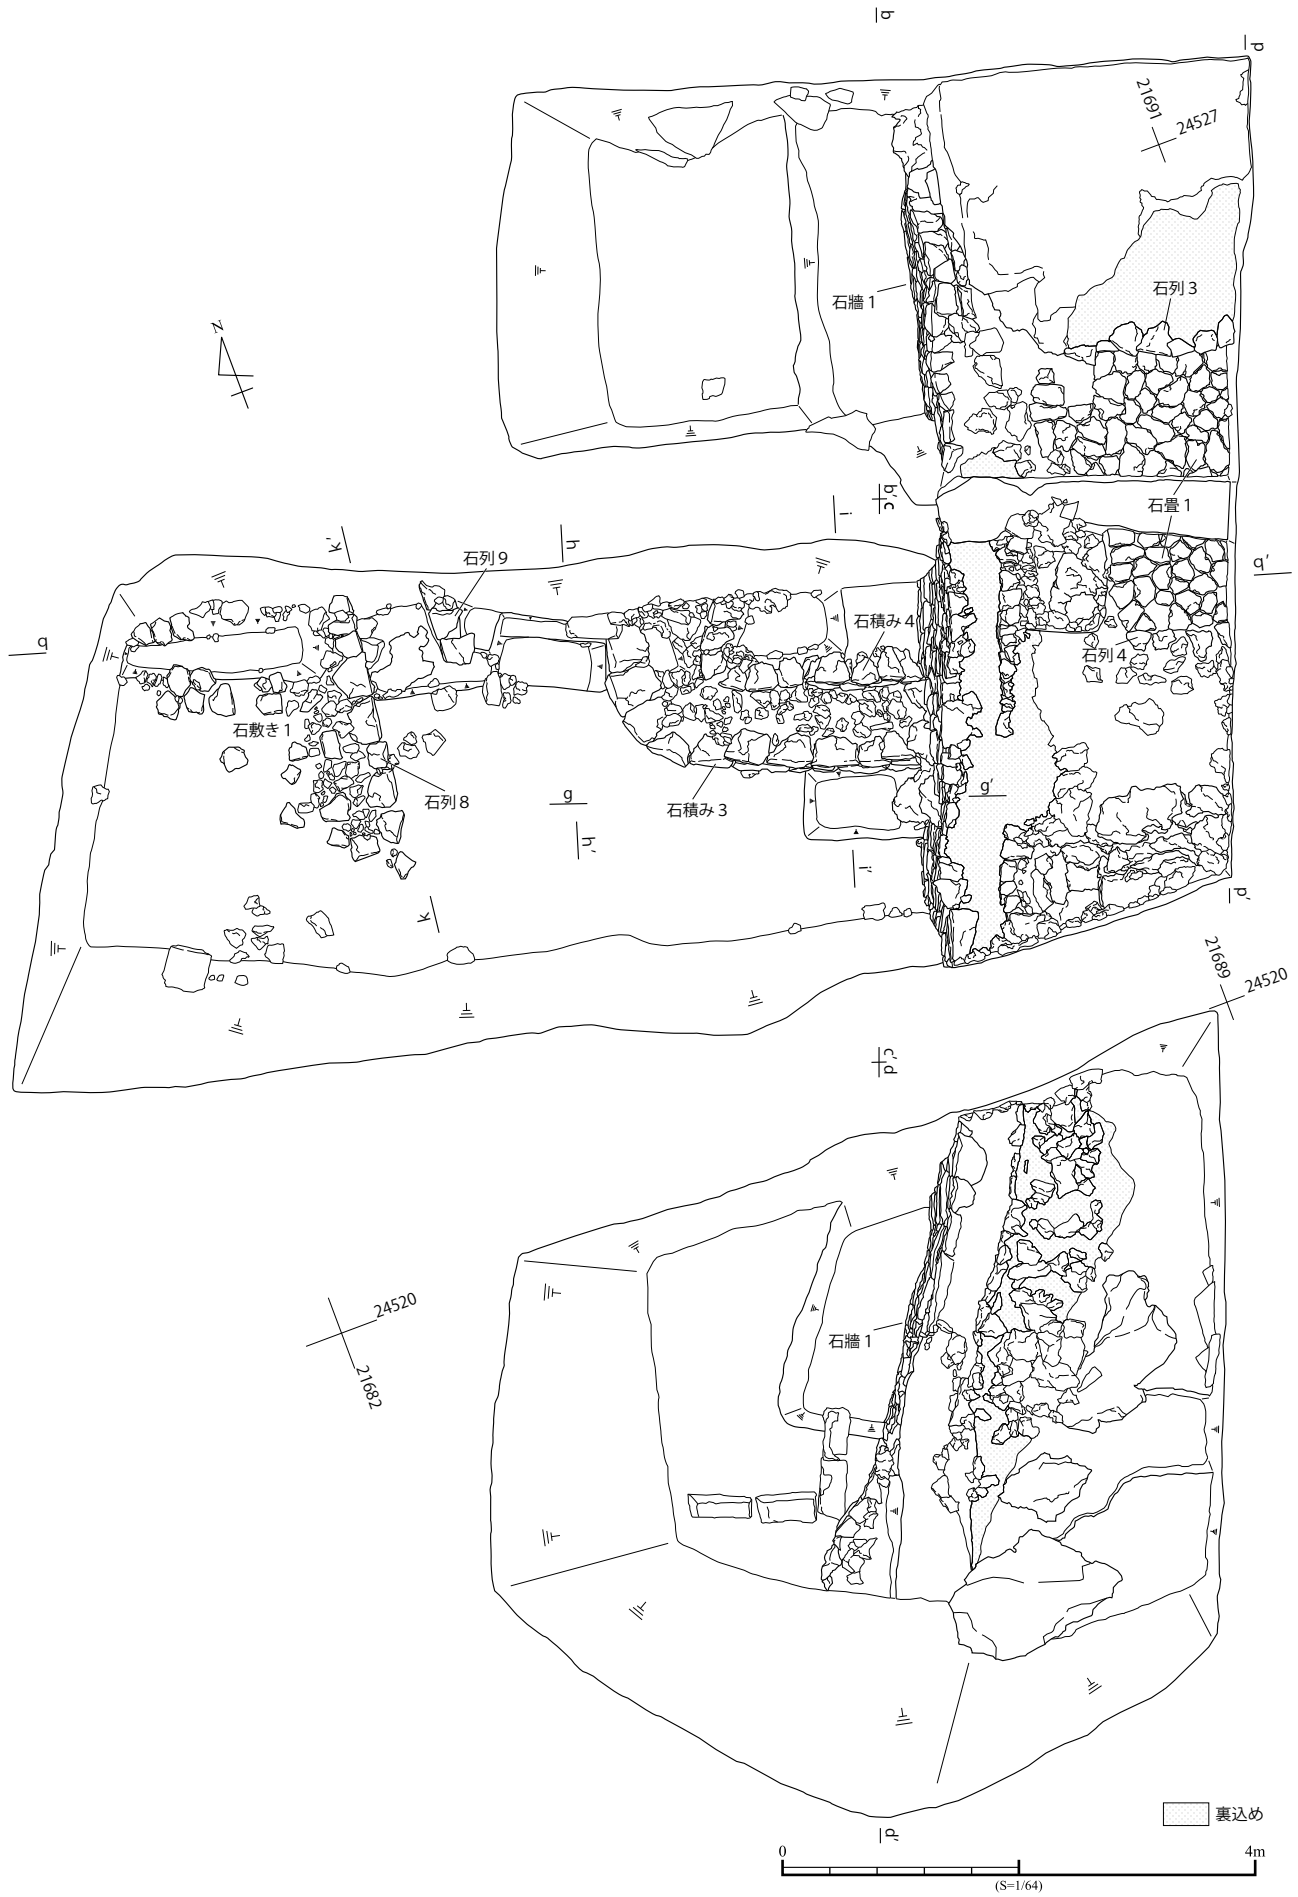 b
p
21691
24527
石列３
石牆１
N
石畳１
b’c
i
h
k’
石列９
q’
q
石積み４
石列４
石敷き１
石列８
g
石積み３
g’
h’
i’
k
p’
21689
24520
c’d
24520
21682
石牆１
裏込め
d’
0
4m
(S=1/64)